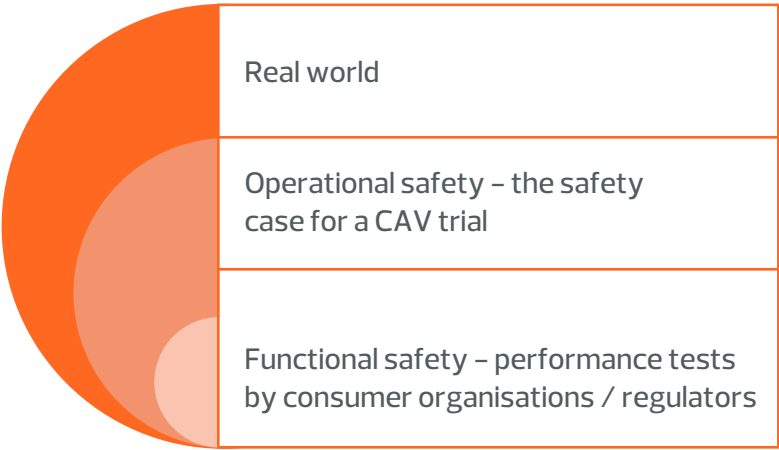 Real world
Operational safety – the safety
case for a CAV trial
Functional safety – performance tests
by consumer organisations / regulators